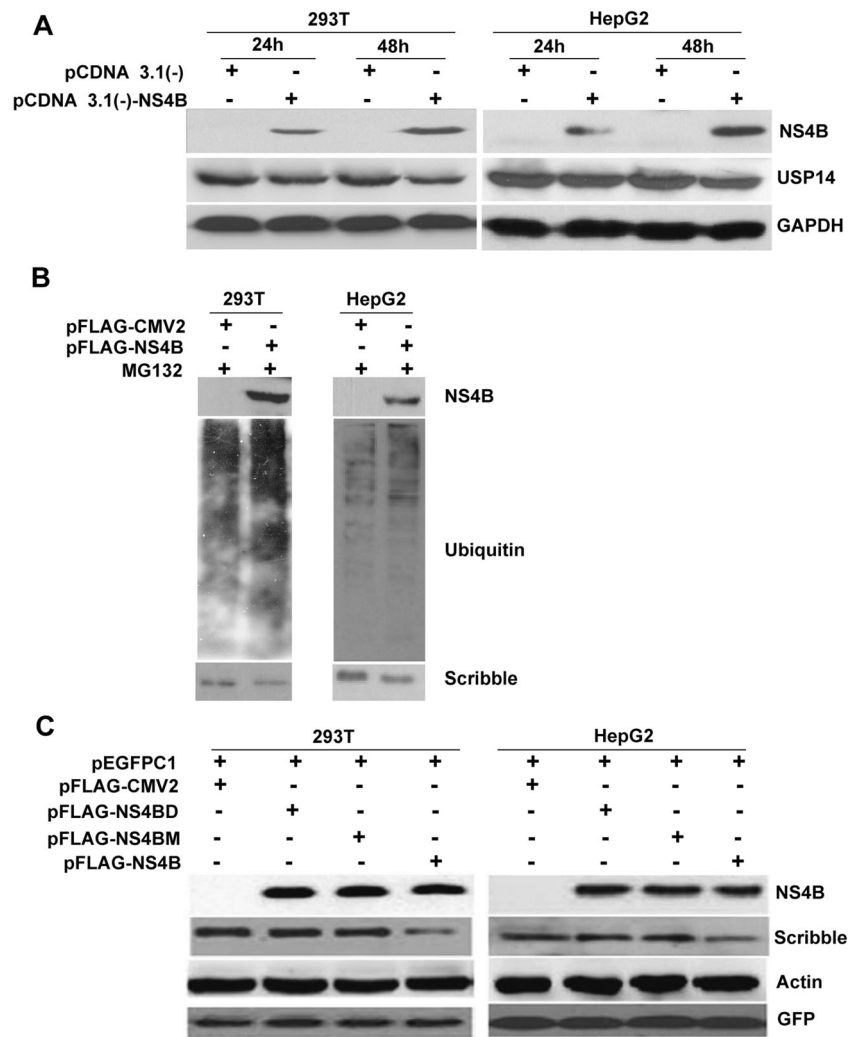 A
293T HepG2
24h 48h 24h 48h
pCDNA 3.1(-) + - + - + - + -
pCDNA 3.1(-)-NS4B - + - + - + - +
NS4B
USP14
GAPDH
B
293T HepG2
pFLAG-CMV2 + - + -
pFLAG-NS4B - + - +
MG132 + + + +
NS4B
Ubiquitin
Scribble
C
293T HepG2
pEGFPC1 + + + + + + + +
pFLAG-CMV2 + - - - + - - -
pFLAG-NS4BD - + - - - + - -
pFLAG-NS4BM - - + - - - + -
pFLAG-NS4B - - - + - - - +
NS4B
Scribble
Actin
GFP